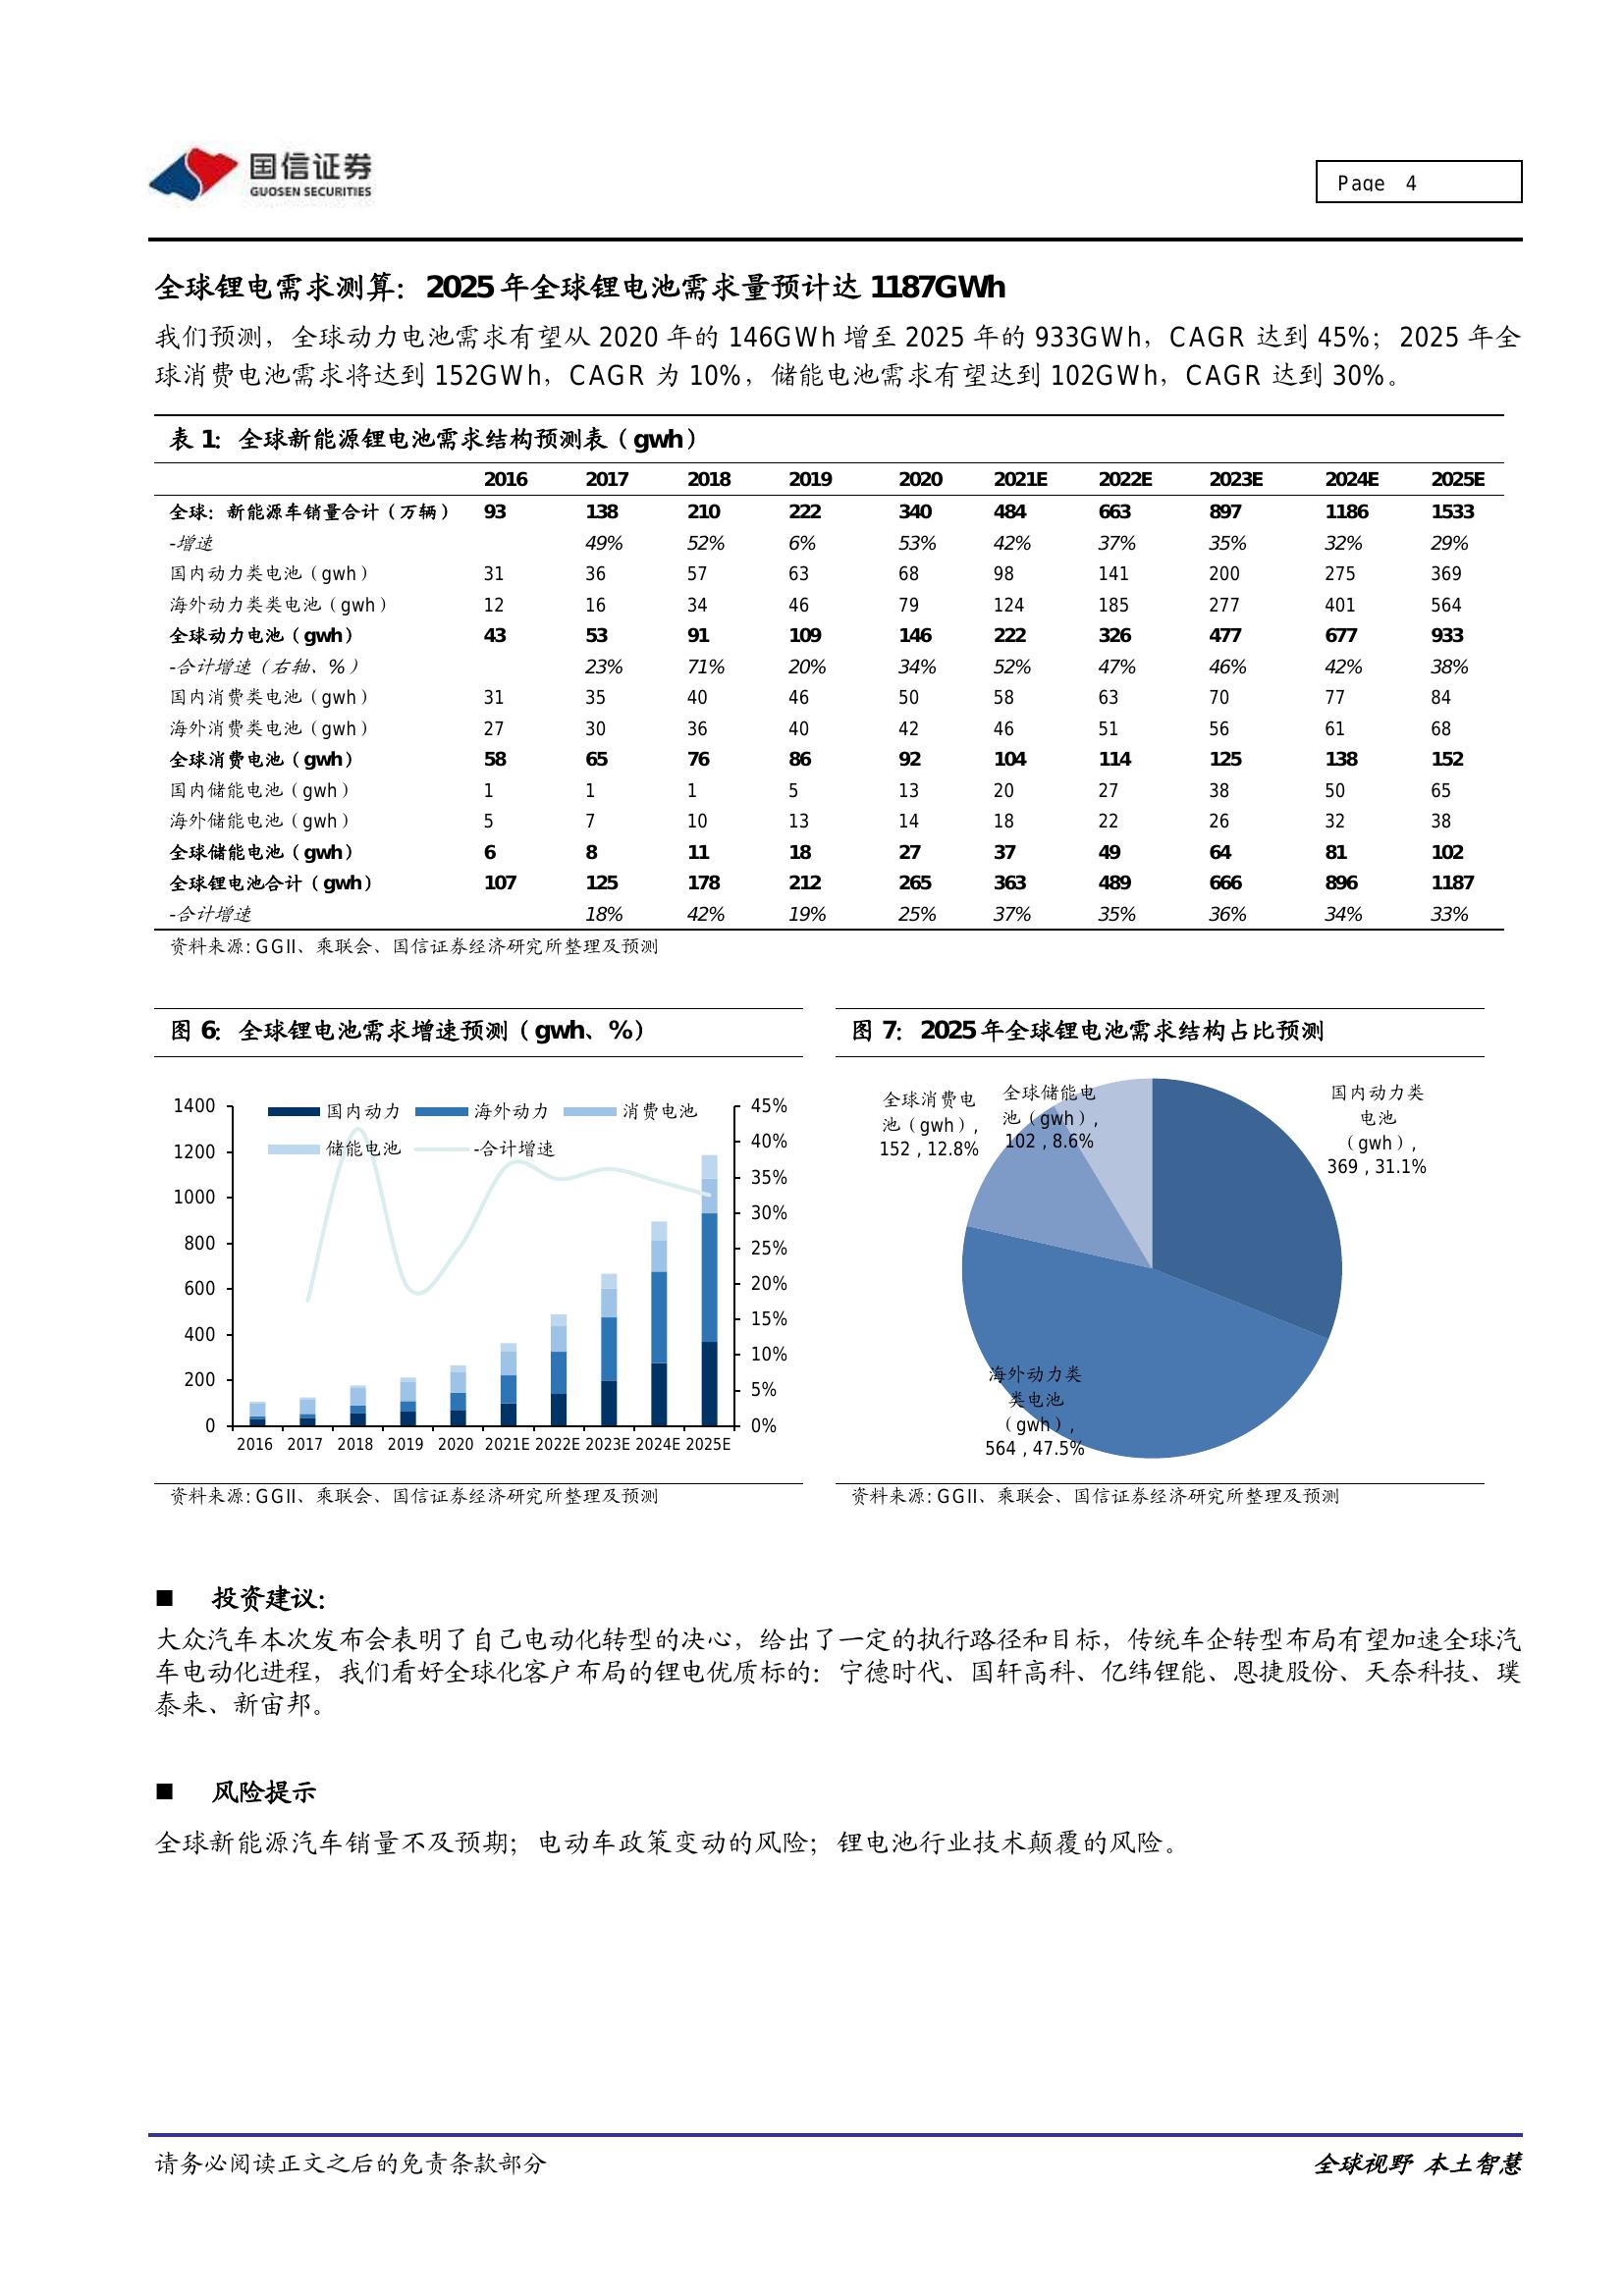 国信证券
GUOSEN SECURITIES
Page 4
全球锂电需求测算：2025 年全球锂电池需求量预计达 1187GWh
我们预测，全球动力电池需求有望从 2020 年的 146GWh 增至 2025 年的 933GWh，CAGR 达到 45%；2025 年全
球消费电池需求将达到 152GWh，CAGR 为 10%，储能电池需求有望达到 102GWh，CAGR 达到 30%。
表 1：全球新能源锂电池需求结构预测表（gwh）
2016 2017 2018 2019 2020 2021E 2022E 2023E 2024E 2025E
全球：新能源车销量合计（万辆） 93 138 210 222 340 484 663 897 1186 1533
-增速 49% 52% 6% 53% 42% 37% 35% 32% 29%
国内动力类电池（gwh） 31 36 57 63 68 98 141 200 275 369
海外动力类类电池（gwh） 12 16 34 46 79 124 185 277 401 564
全球动力电池（gwh） 43 53 91 109 146 222 326 477 677 933
-合计增速（右轴、%） 23% 71% 20% 34% 52% 47% 46% 42% 38%
国内消费类电池（gwh） 31 35 40 46 50 58 63 70 77 84
海外消费类电池（gwh） 27 30 36 40 42 46 51 56 61 68
全球消费电池（gwh） 58 65 76 86 92 104 114 125 138 152
国内储能电池（gwh） 1 1 1 5 13 20 27 38 50 65
海外储能电池（gwh） 5 7 10 13 14 18 22 26 32 38
全球储能电池（gwh） 6 8 11 18 27 37 49 64 81 102
全球锂电池合计（gwh） 107 125 178 212 265 363 489 666 896 1187
-合计增速 18% 42% 19% 25% 37% 35% 36% 34% 33%
资料来源: GGII、乘联会、国信证券经济研究所整理及预测
图 6：全球锂电池需求增速预测（gwh、%）
国内动力 海外动力 消费电池
储能电池 -合计增速
1400
1200
1000
800
600
400
200
0
45%
40%
35%
30%
25%
20%
15%
10%
5%
0%
2016 2017 2018 2019 2020 2021E 2022E 2023E 2024E 2025E
资料来源: GGII、乘联会、国信证券经济研究所整理及预测
图 7：2025 年全球锂电池需求结构占比预测
全球消费电
池（gwh）,
152 , 12.8%
全球储能电
池（gwh）,
102 , 8.6%
国内动力类
电池
（gwh）,
369 , 31.1%
海外动力类
类电池
（gwh）,
564 , 47.5%
资料来源: GGII、乘联会、国信证券经济研究所整理及预测
■ 投资建议：
大众汽车本次发布会表明了自己电动化转型的决心，给出了一定的执行路径和目标，传统车企转型布局有望加速全球汽
车电动化进程，我们看好全球化客户布局的锂电优质标的：宁德时代、国轩高科、亿纬锂能、恩捷股份、天奈科技、璞
泰来、新宙邦。
■ 风险提示
全球新能源汽车销量不及预期；电动车政策变动的风险；锂电池行业技术颠覆的风险。
请务必阅读正文之后的免责条款部分
全球视野 本土智慧